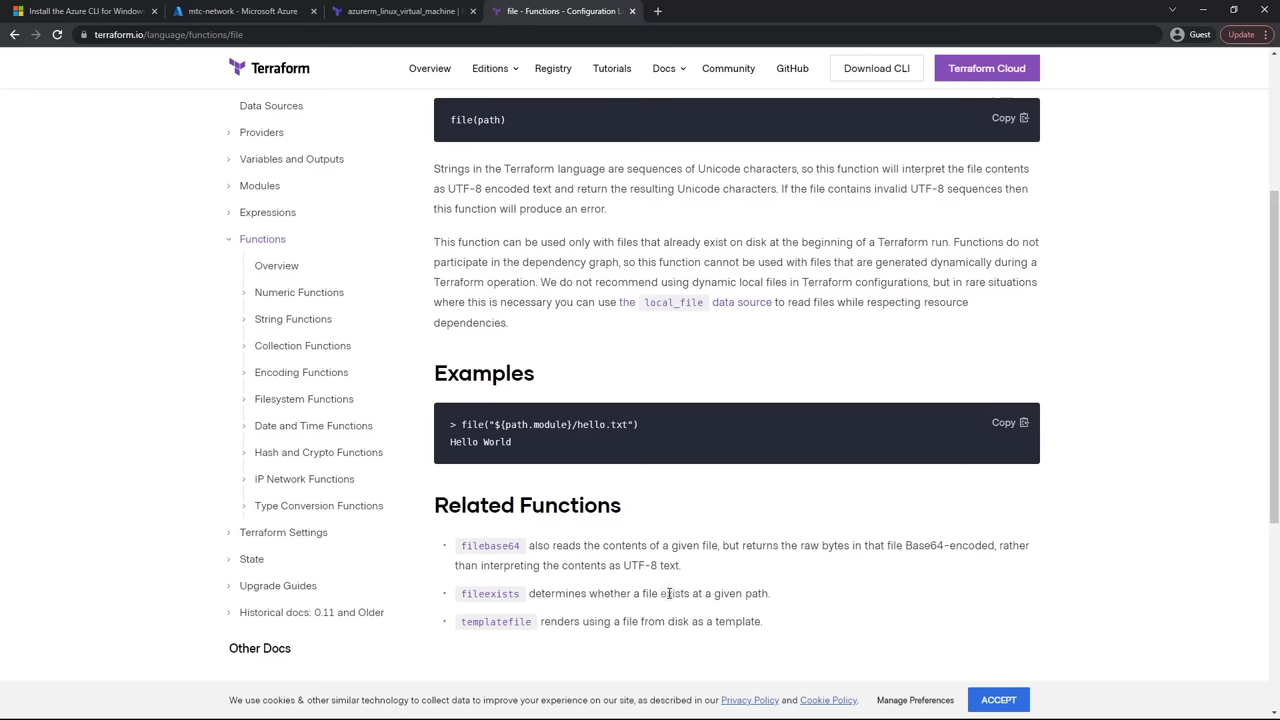 Install the Azure CLI for Window
mtc-network - Microsoft Azure
azurerm_linux_virtual_machine |
file - Functions - Configuration L
terraform.io/language/functions/file
Guest
Update
Terraform
Overview
Editions
Registry
Tutorials
Docs
Community
GitHub
Download CLI
Terraform Cloud
Data Sources
Providers
Variables and Outputs
Modules
Expressions
Functions
Overview
Numeric Functions
String Functions
Collection Functions
Encoding Functions
Filesystem Functions
Date and Time Functions
Hash and Crypto Functions
IP Network Functions
Type Conversion Functions
Terraform Settings
State
Upgrade Guides
Historical docs: 0.11 and Older
Other Docs
file(path)
Copy
Strings in the Terraform language are sequences of Unicode characters, so this function will interpret the file contents
as UTF-8 encoded text and return the resulting Unicode characters. If the file contains invalid UTF-8 sequences then
this function will produce an error.
This function can be used only with files that already exist on disk at the beginning of a Terraform run. Functions do not
participate in the dependency graph, so this function cannot be used with files that are generated dynamically during a
Terraform operation. We do not recommend using dynamic local files in Terraform configurations, but in rare situations
where this is necessary you can use the local_file data source to read files while respecting resource
dependencies.
Examples
> file("${path.module}/hello.txt")
Hello World
Copy
Related Functions
· filebase64 also reads the contents of a given file, but returns the raw bytes in that file Base64-encoded, rather
than interpreting the contents as UTF-8 text.
· fileexists determines whether a file exists at a given path.
· templatefile renders using a file from disk as a template.
We use cookies & other similar technology to collect data to improve your experience on our site, as described in our Privacy Policy and Cookie Policy.
Manage Preferences
ACCEPT